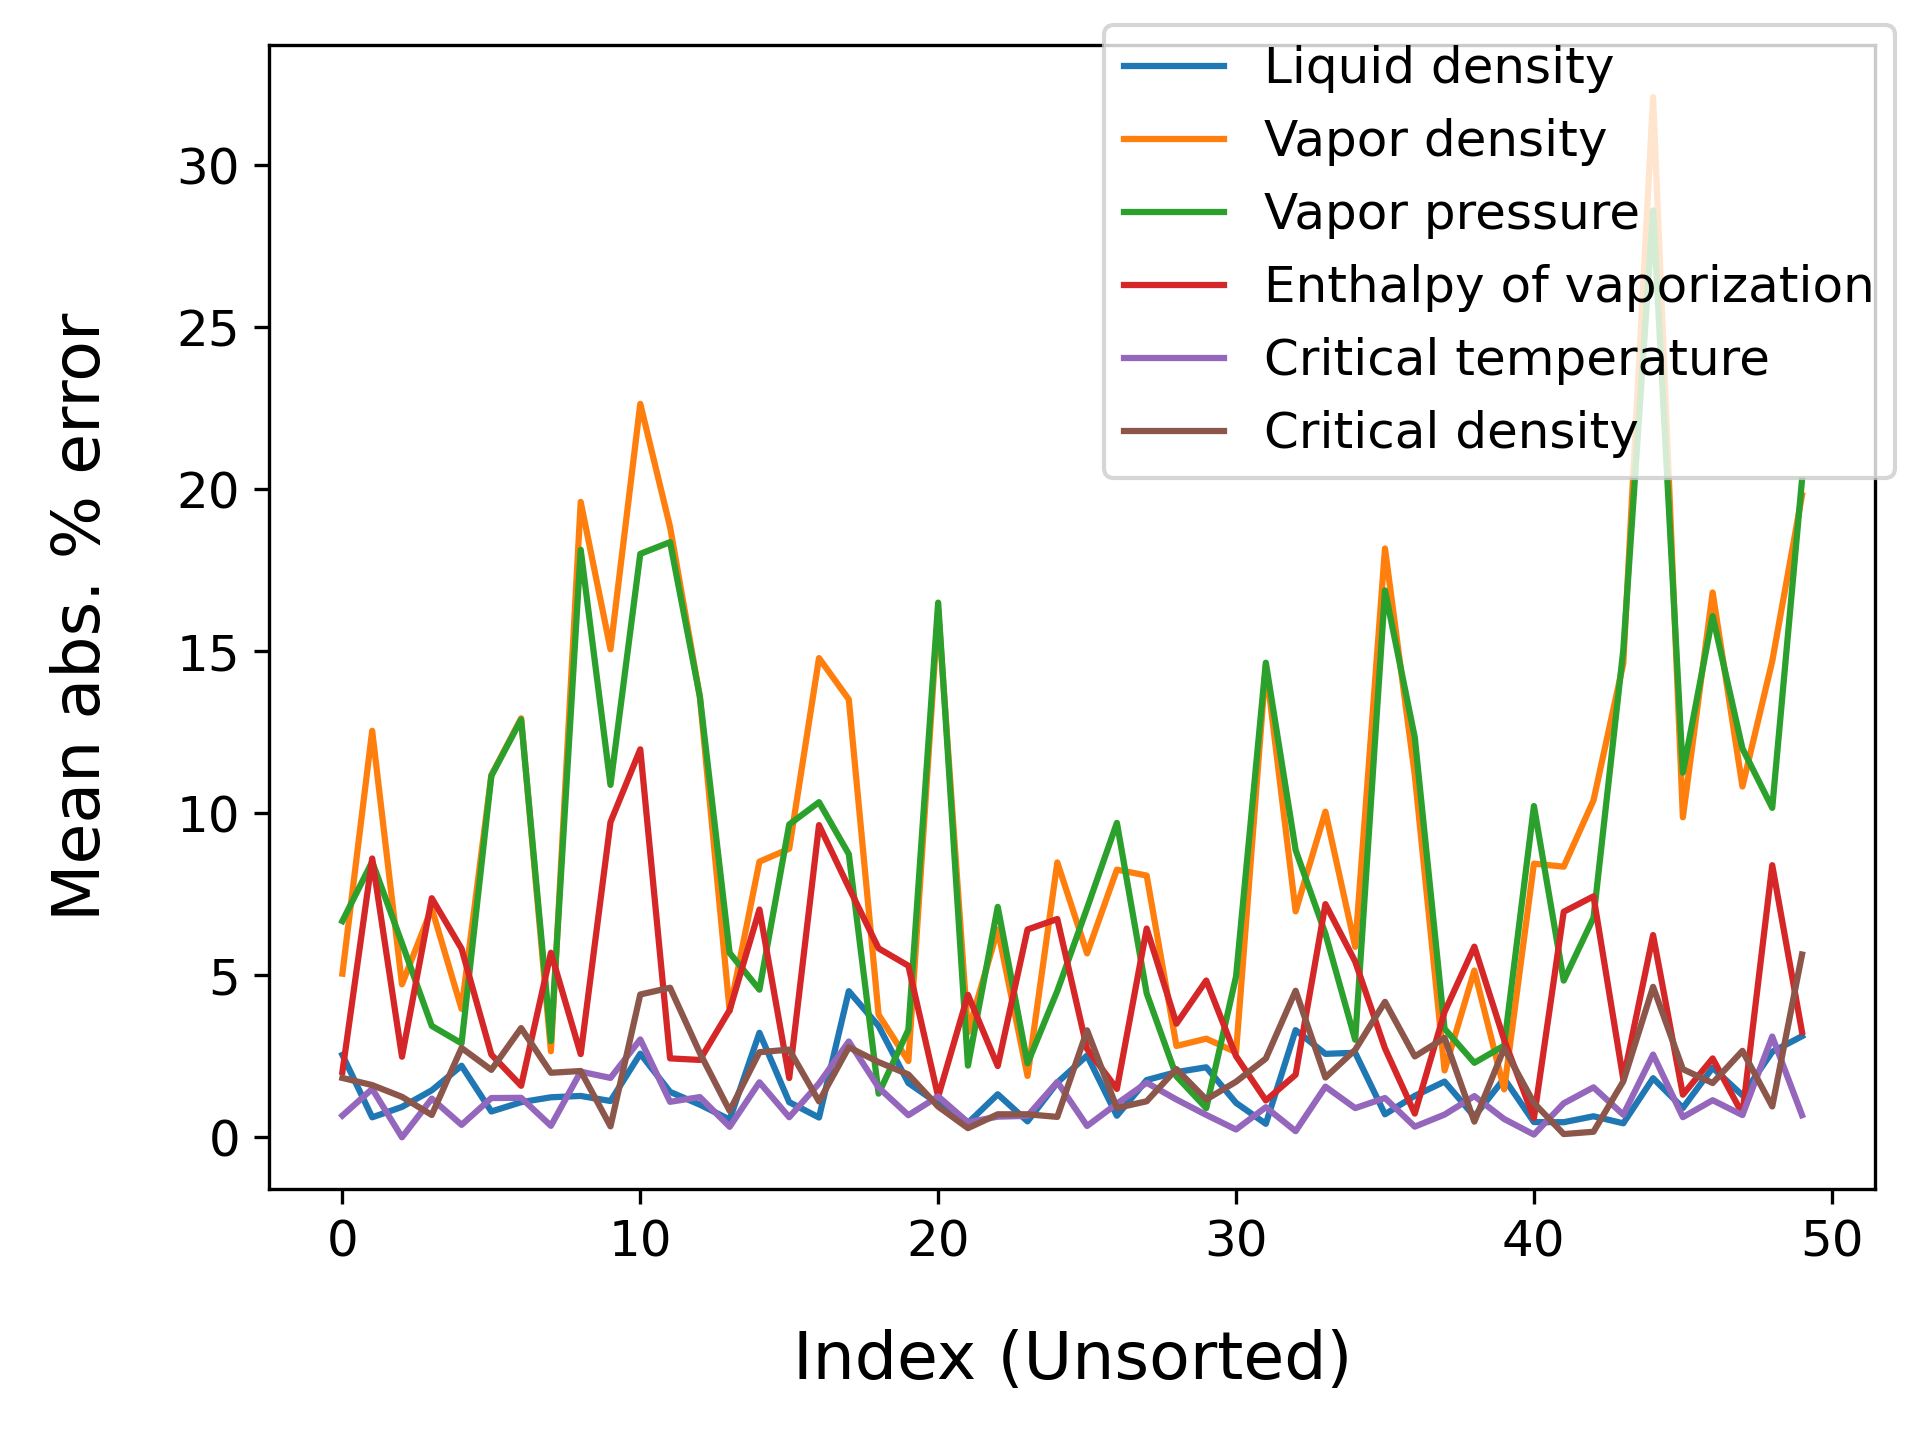 Liquid density
Vapor density
Vapor pressure
Enthalpy of vaporization
Critical temperature
Critical density
Mean abs. % error
30
25
20
15
10
5
0
0 10 20 30 40 50
Index (Unsorted)